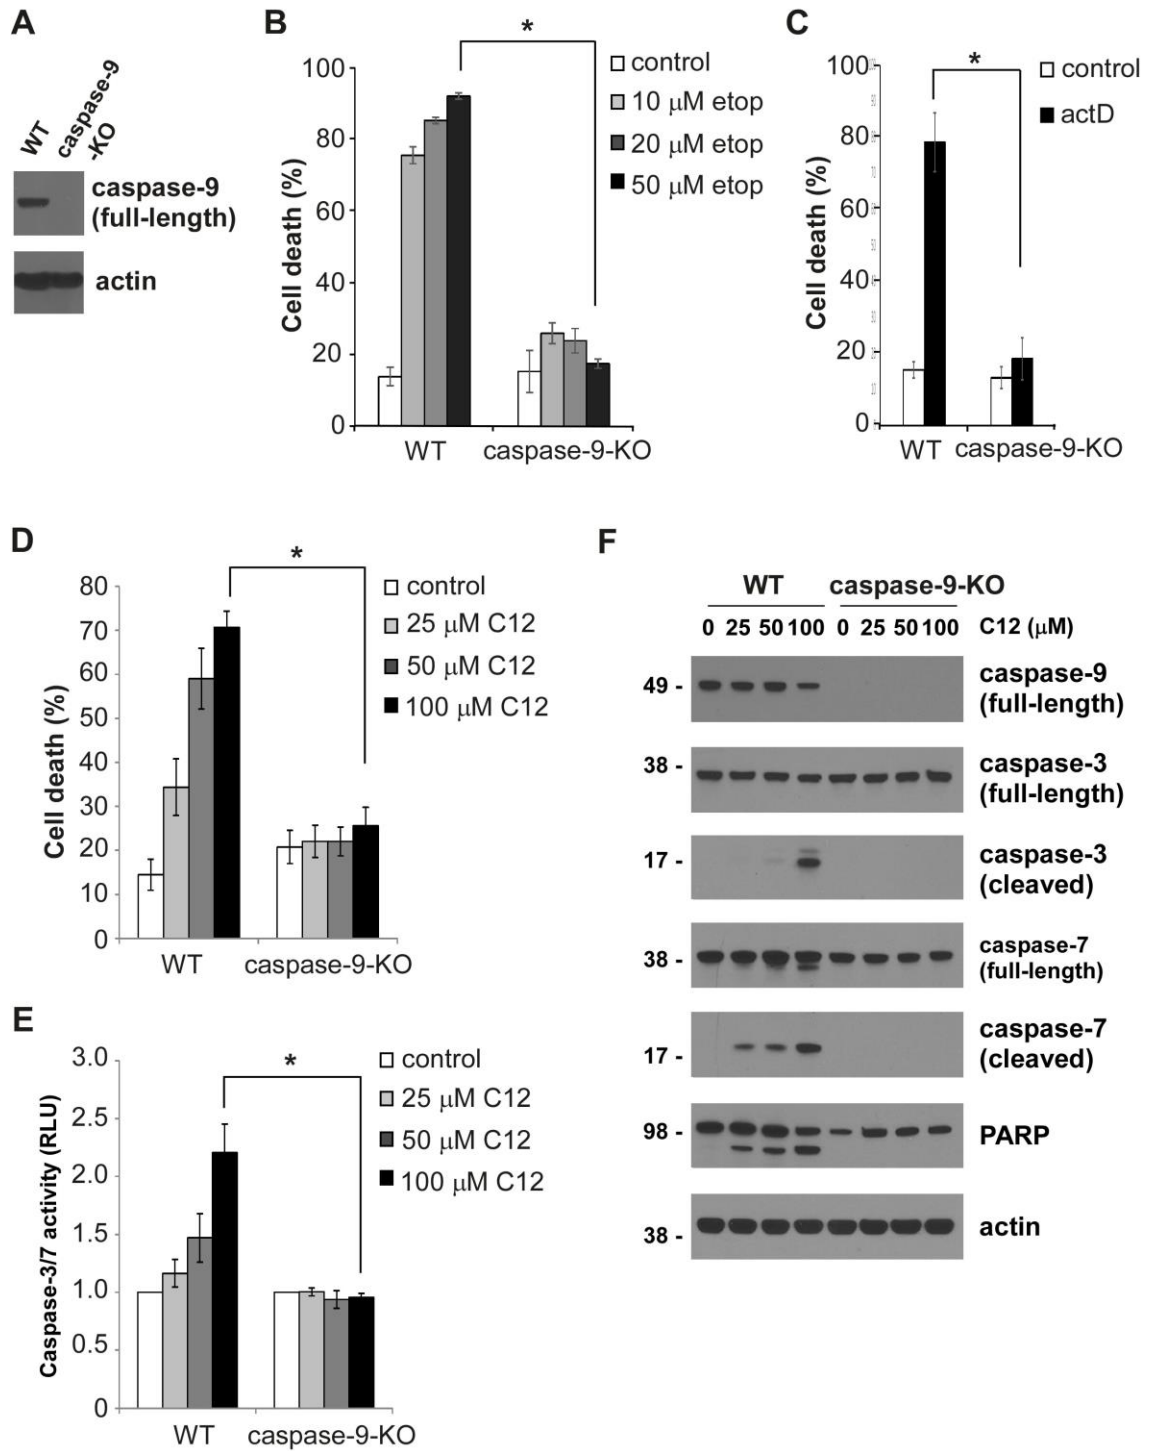 A
WT
caspase-9
-KO
caspase-9
(full-length)
actin
B
*
100
80
60
40
20
0
Cell death (%)
control
10 μM etop
20 μM etop
50 μM etop
WT
caspase-9-KO
C
*
100
80
60
40
20
0
Cell death (%)
control
actD
WT
caspase-9-KO
D
*
80
70
60
50
40
30
20
10
0
Cell death (%)
control
25 μM C12
50 μM C12
100 μM C12
WT
caspase-9-KO
E
*
3.0
2.5
2.0
1.5
1.0
0.5
0
Caspase-3/7 activity (RLU)
control
25 μM C12
50 μM C12
100 μM C12
WT
caspase-9-KO
F
WT caspase-9-KO
0 25 50 100 0 25 50 100 C12 (μM)
49 -
caspase-9
(full-length)
38 -
caspase-3
(full-length)
17 -
caspase-3
(cleaved)
38 -
caspase-7
(full-length)
17 -
caspase-7
(cleaved)
98 -
PARP
38 -
actin